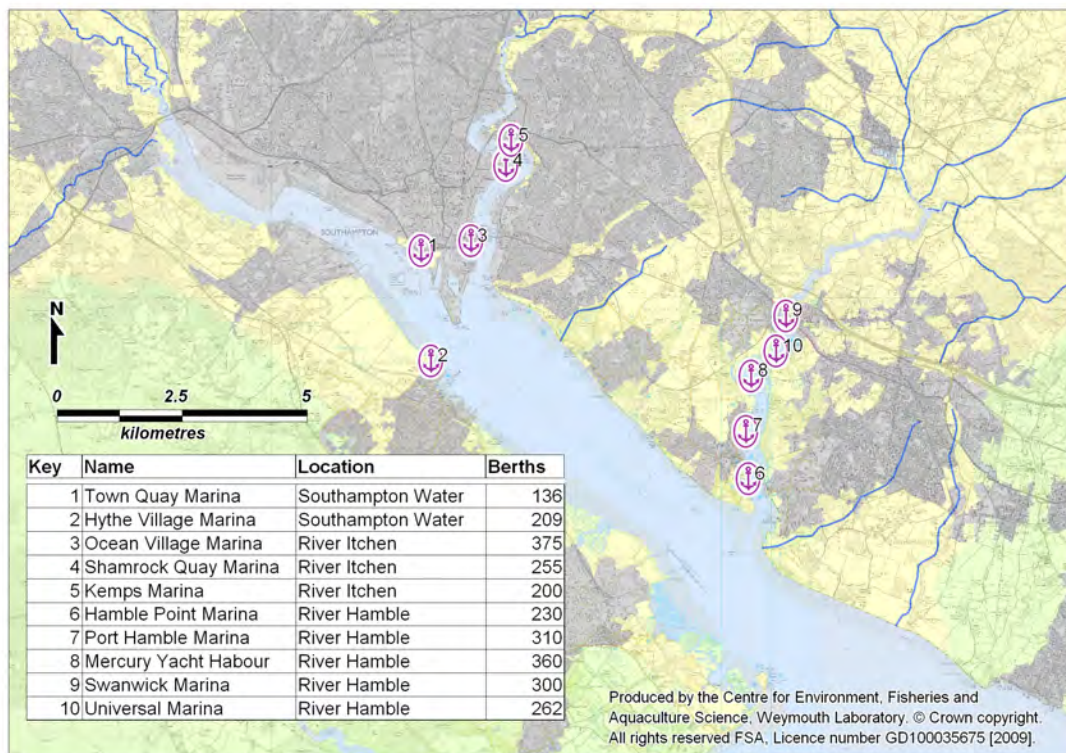 5
4
3
1
SOUTHAMPTON
9
N
10
2
8
0 2.5 5
kilometres
7
6
Key Name Location Berths
1 Town Quay Marina Southampton Water 136
2 Hythe Village Marina Southampton Water 209
3 Ocean Village Marina River Itchen 375
4 Shamrock Quay Marina River Itchen 255
5 Kemps Marina River Itchen 200
6 Hamble Point Marina River Hamble 230
7 Port Hamble Marina River Hamble 310
8 Mercury Yacht Habour River Hamble 360
9 Swanwick Marina River Hamble 300
10 Universal Marina River Hamble 262
Produced by the Centre for Environment, Fisheries and
Aquaculture Science, Weymouth Laboratory. © Crown copyright.
All rights reserved FSA, Licence number GD100035675 [2009].